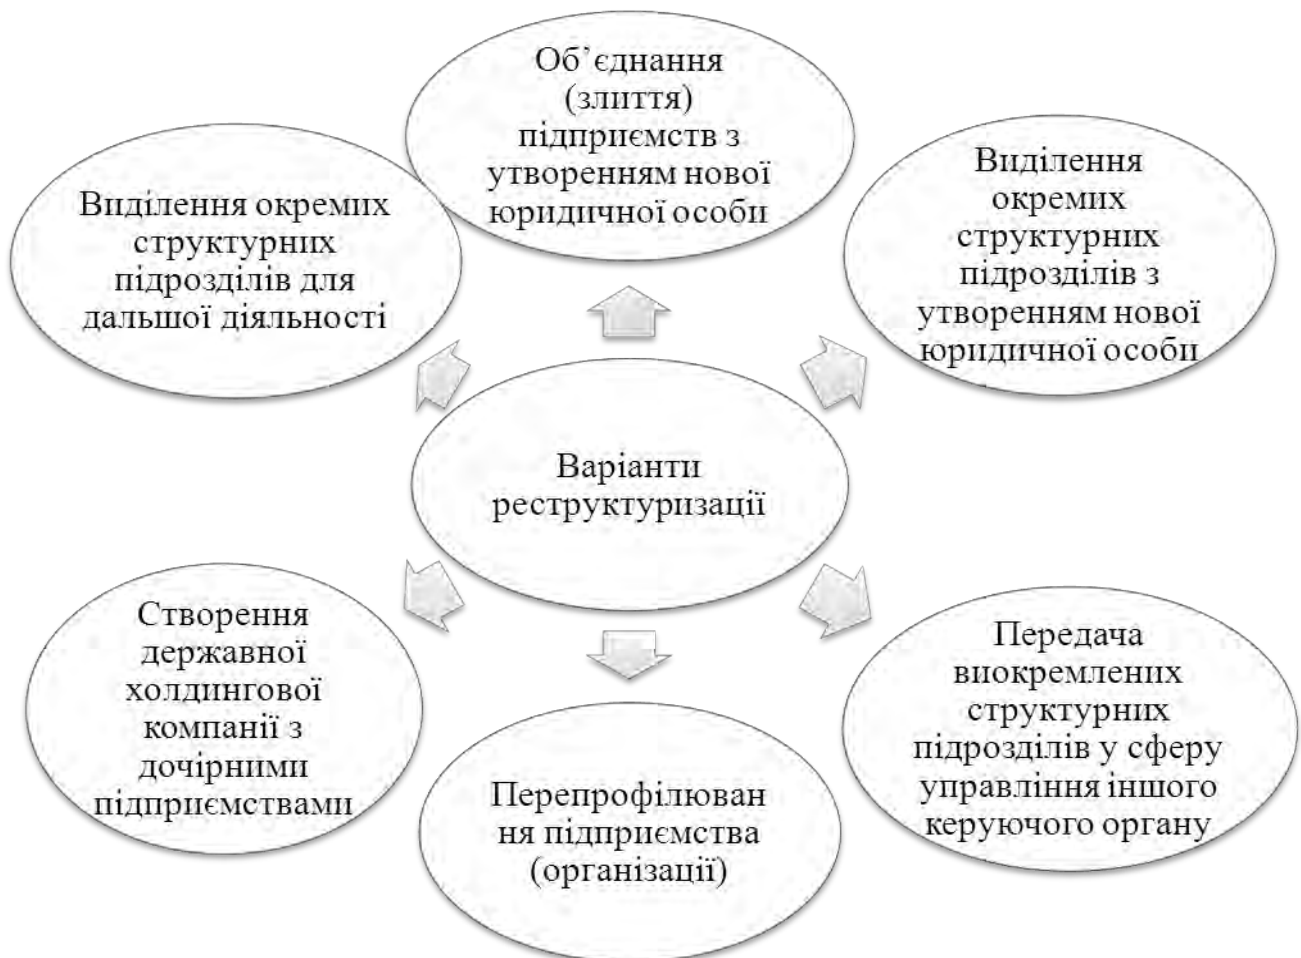 Об’єднання
(злиття)
підприємств з
утворенням нової
юридичної особи
Виділення окремих
структурних
підрозділів для
дальшої діяльності
Виділення
окремих
структурних
підрозділів з
утворенням нової
юридичної особи
Варіанти
реструктуризації
Створення
державної
холдингової
компанії з
дочірними
підприємствами
Перепрофілюван
ня підприємства
(організації)
Передача
виокремлених
структурних
підрозділів у сферу
управління іншого
керуючого органу